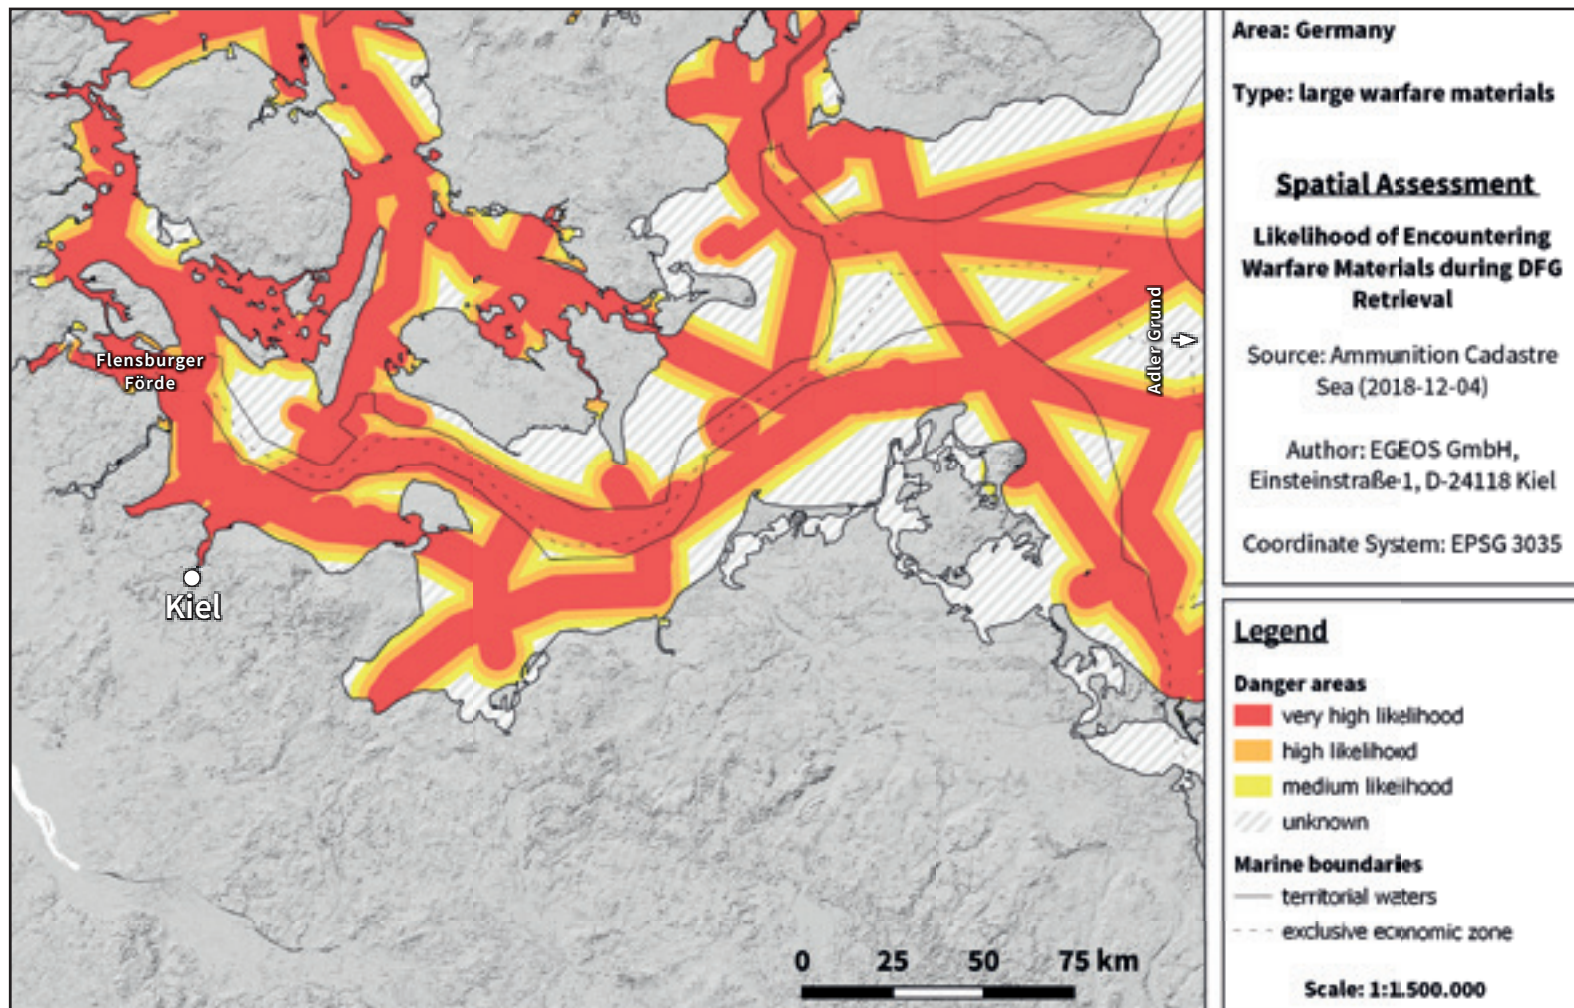 Area: Germany
Type: large warfare materials
Spatial Assessment
Likelihood of Encountering
Warfare Materials during DFG
Retrieval
Source: Ammunition Cadastre
Sea (2018-12-04)
Author: EGEOS GmbH,
Einsteinstraße 1, D-24118 Kiel
Coordinate System: EPSG 3035
Legend
Danger areas
very high likelihood
high likelihood
medium likelihood
unknown
Marine boundaries
territorial waters
exclusive economic zone
Scale: 1:1.500.000
Flensburger
Förde
Kiel
Adler Grund
0 25 50 75 km